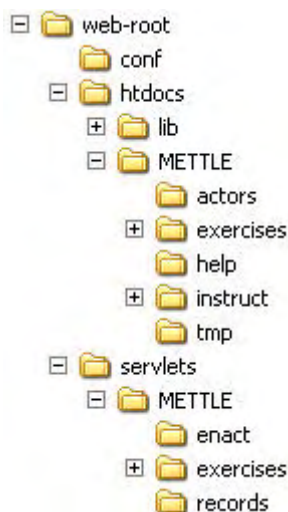 web-root
conf
htdocs
lib
METTLE
actors
exercises
help
instruct
tmp
servlets
METTLE
enact
exercises
records